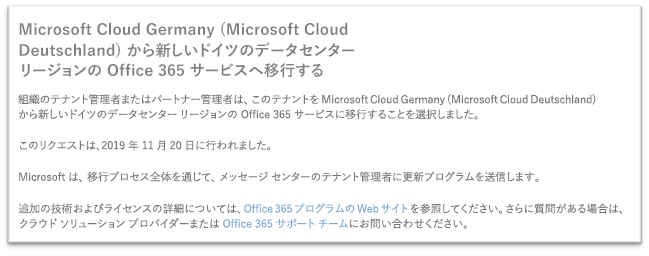 Microsoft Cloud Germany (Microsoft Cloud
Deutschland) から新しいドイツのデータセンター
リージョンの Office 365 サービスへ移行する
組織のテナント管理者またはパートナー管理者は、このテナントを Microsoft Cloud Germany (Microsoft Cloud Deutschland)
から新しいドイツのデータセンター リージョンの Office 365 サービスに移行することを選択しました。
このリクエストは、2019 年 11 月 20 日に行われました。
Microsoft は、移行プロセス全体を通じて、メッセージ センターのテナント管理者に更新プログラムを送信します。
追加の技術およびライセンスの詳細については、Office 365 プログラムの Web サイトを参照してください。さらに質問がある場合は、
クラウド ソリューション プロバイダーまたは Office 365 サポート チームにお問い合わせください。